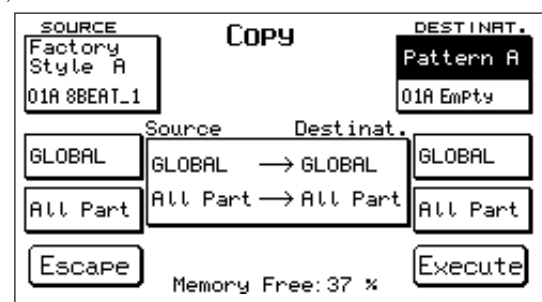 SOURCE
Copy
DESTINAT.
Factory
Style A
01A 8BEAT_1
Pattern A
01A Empty
Source Destinat.
GLOBAL
GLOBAL → GLOBAL
GLOBAL
All Part
All Part → All Part
All Part
Escape
Memory Free: 37 %
Execute